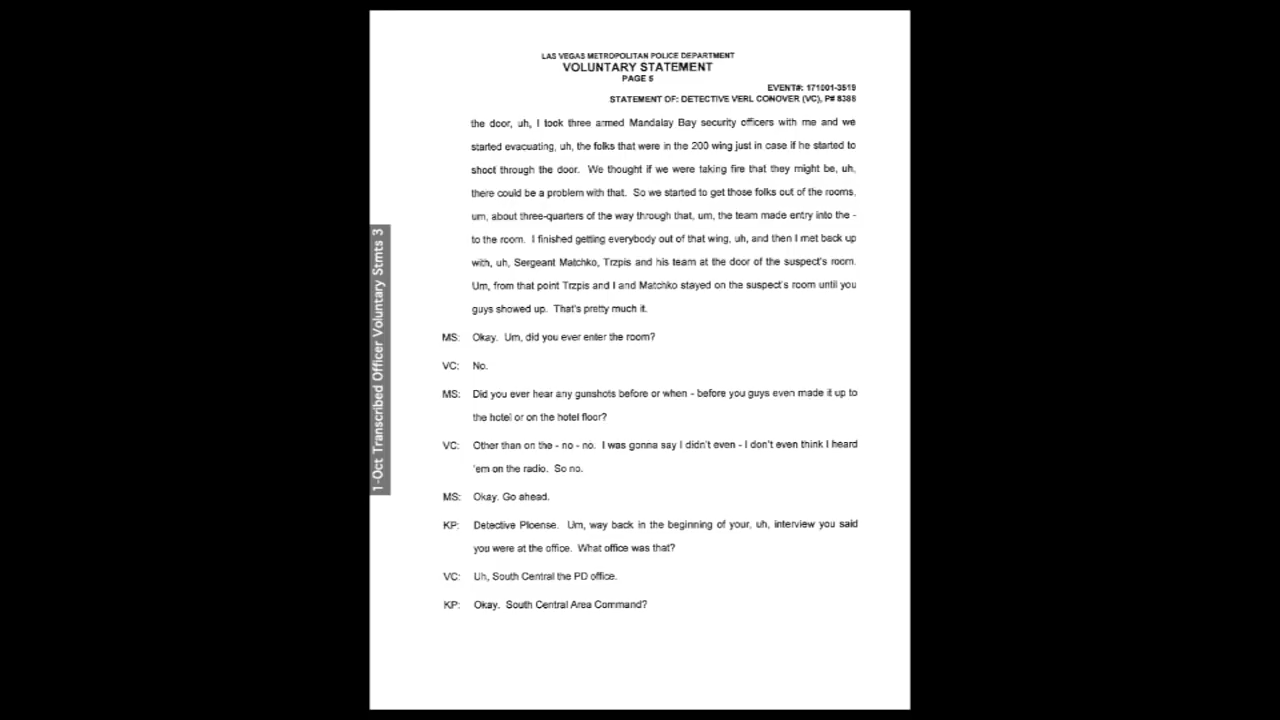 LAS VEGAS METROPOLITAN POLICE DEPARTMENT
VOLUNTARY STATEMENT
PAGE 5
EVENT#: 171001-3519
STATEMENT OF: DETECTIVE VERL CONOVER (VC), P# 8388
the door, uh, I took three armed Mandalay Bay security officers with me and we
started evacuating, uh, the folks that were in the 200 wing just in case if he started to
shoot through the door. We thought if we were taking fire that they might be, uh,
there could be a problem with that. So we started to get those folks out of the rooms,
um, about three-quarters of the way through that, um, the team made entry into the -
to the room. I finished getting everybody out of that wing, uh, and then I met back up
with, uh, Sergeant Matchko, Trzpis and his team at the door of the suspect's room.
Um, from that point Trzpis and I and Matchko stayed on the suspect's room until you
guys showed up. That's pretty much it.
MS: Okay. Um, did you ever enter the room?
VC: No.
MS: Did you ever hear any gunshots before or when - before you guys even made it up to
the hotel or on the hotel floor?
VC: Other than on the - no - no. I was gonna say I didn't even - I don't even think I heard
'em on the radio. So no.
MS: Okay. Go ahead.
KP: Detective Ploense. Um, way back in the beginning of your, uh, interview you said
you were at the office. What office was that?
VC: Uh, South Central the PD office.
KP: Okay. South Central Area Command?
1-Oct Transcribed Officer Voluntary Stmts 3